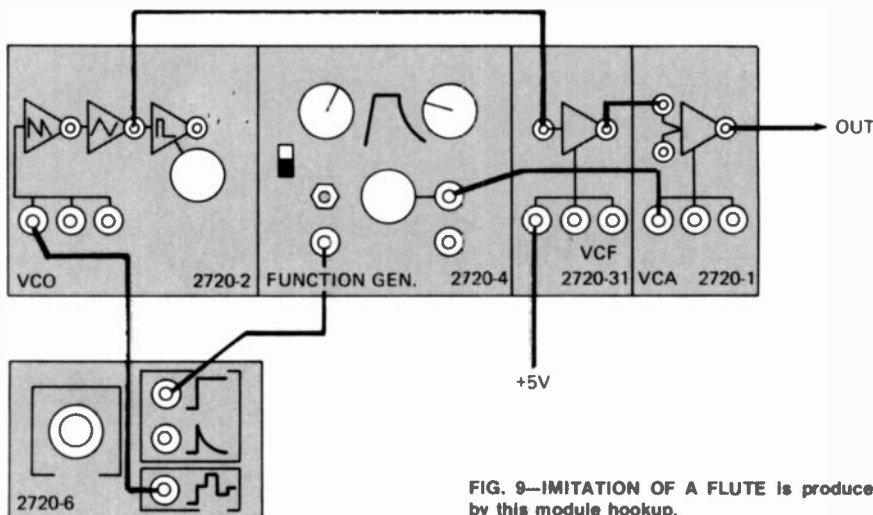 OUT
VCO
2720-2
FUNCTION GEN.
2720-4
VCF
2720-31
VCA
2720-1
+5V
2720-6
FIG. 9—IMITATION OF A FLUTE is produce
by this module hookup.